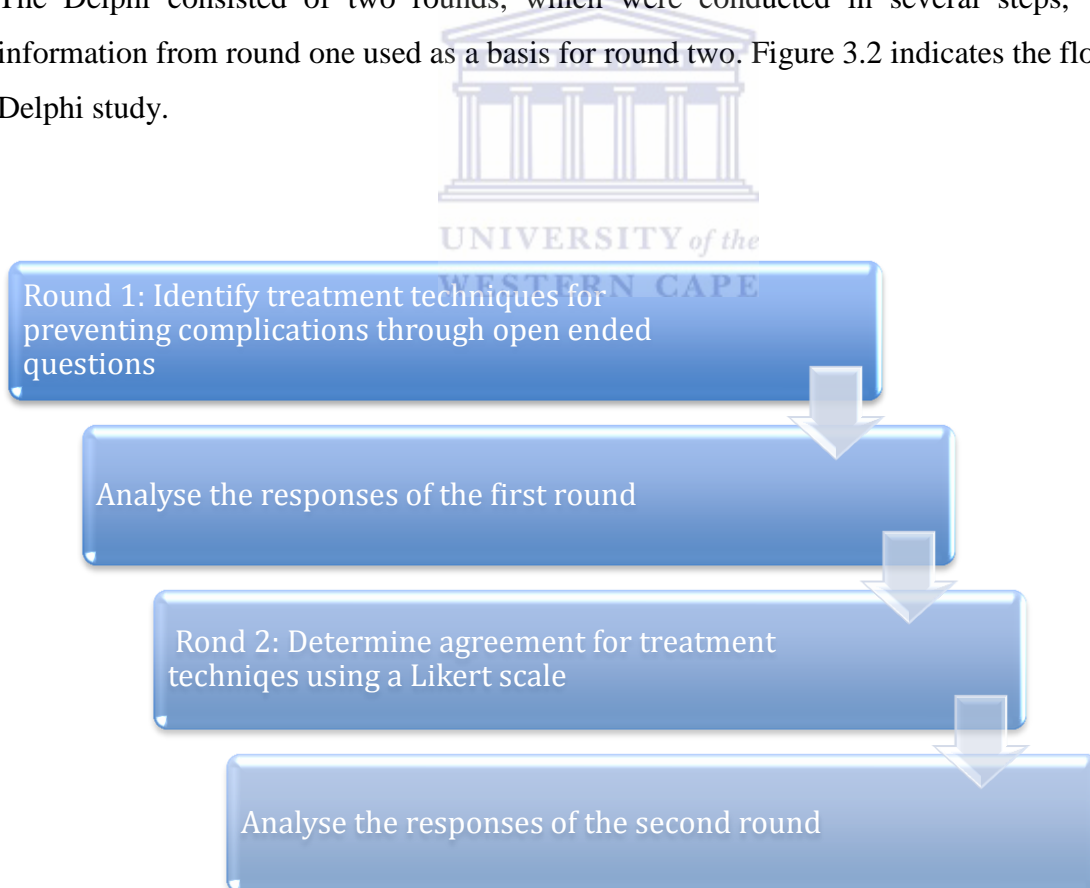 The Delphi consisted of two rounds, which were conducted in several steps,
information from round one used as a basis for round two. Figure 3.2 indicates the flo
Delphi study.
UNIVERSITY of the
WESTERN CAPE
Round 1: Identify treatment techniques for
preventing complications through open ended
questions
Analyse the responses of the first round
Rond 2: Determine agreement for treatment
techniqes using a Likert scale
Analyse the responses of the second round